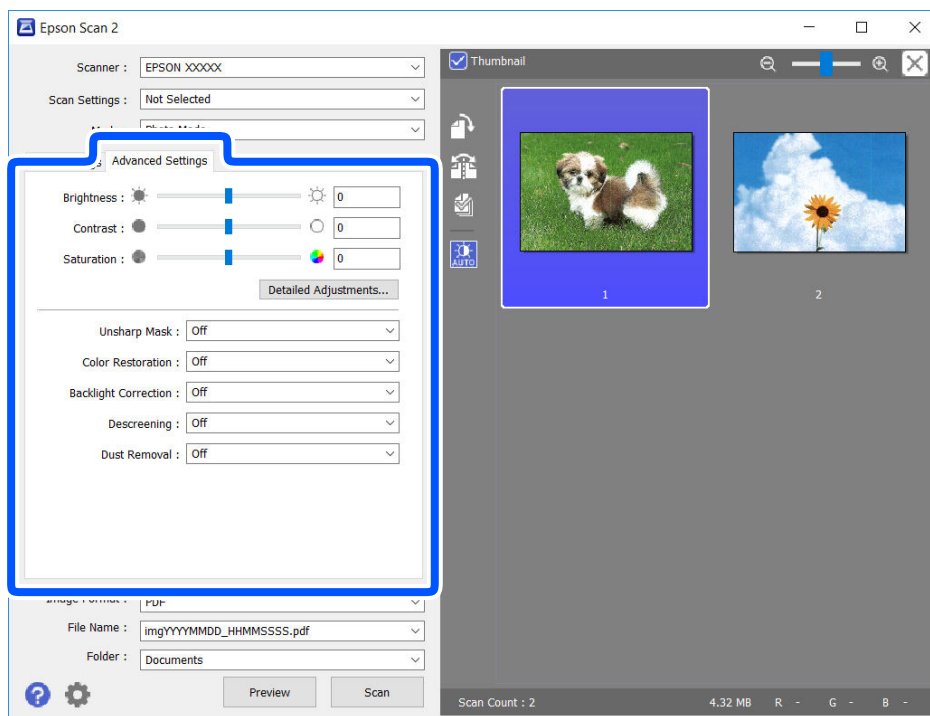 Epson Scan 2
Scanner :
EPSON XXXXX
Scan Settings :
Not Selected
Advanced Settings
Brightness :
0
Contrast :
0
Saturation :
0
Detailed Adjustments...
Unsharp Mask :
Off
Color Restoration :
Off
Backlight Correction :
Off
Descreening :
Off
Dust Removal :
Off
Image Format :
PDF
File Name :
imgYYYYMMDD_HHMMSSSS.pdf
Folder :
Documents
?
Preview
Scan
Thumbnail
AUTO
1
2
Scan Count : 2
4.32 MB
R -
G -
B -